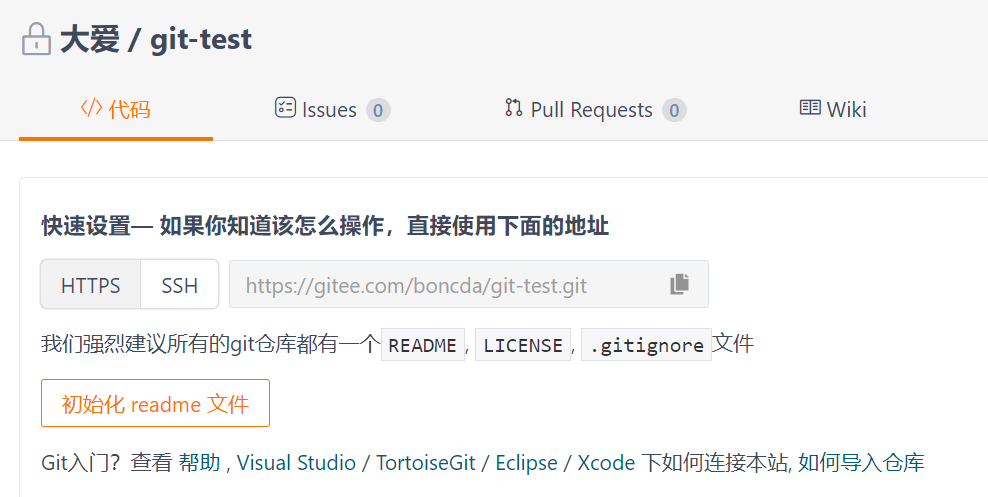 大爱 / git-test
代码 Issues 0 Pull Requests 0 Wiki
快速设置— 如果你知道该怎么操作，直接使用下面的地址
HTTPS SSH https://gitee.com/boncda/git-test.git
我们强烈建议所有的git仓库都有一个 README, LICENSE, .gitignore 文件
初始化 readme 文件
Git入门？查看 帮助 , Visual Studio / TortoiseGit / Eclipse / Xcode 下如何连接本站, 如何导入仓库